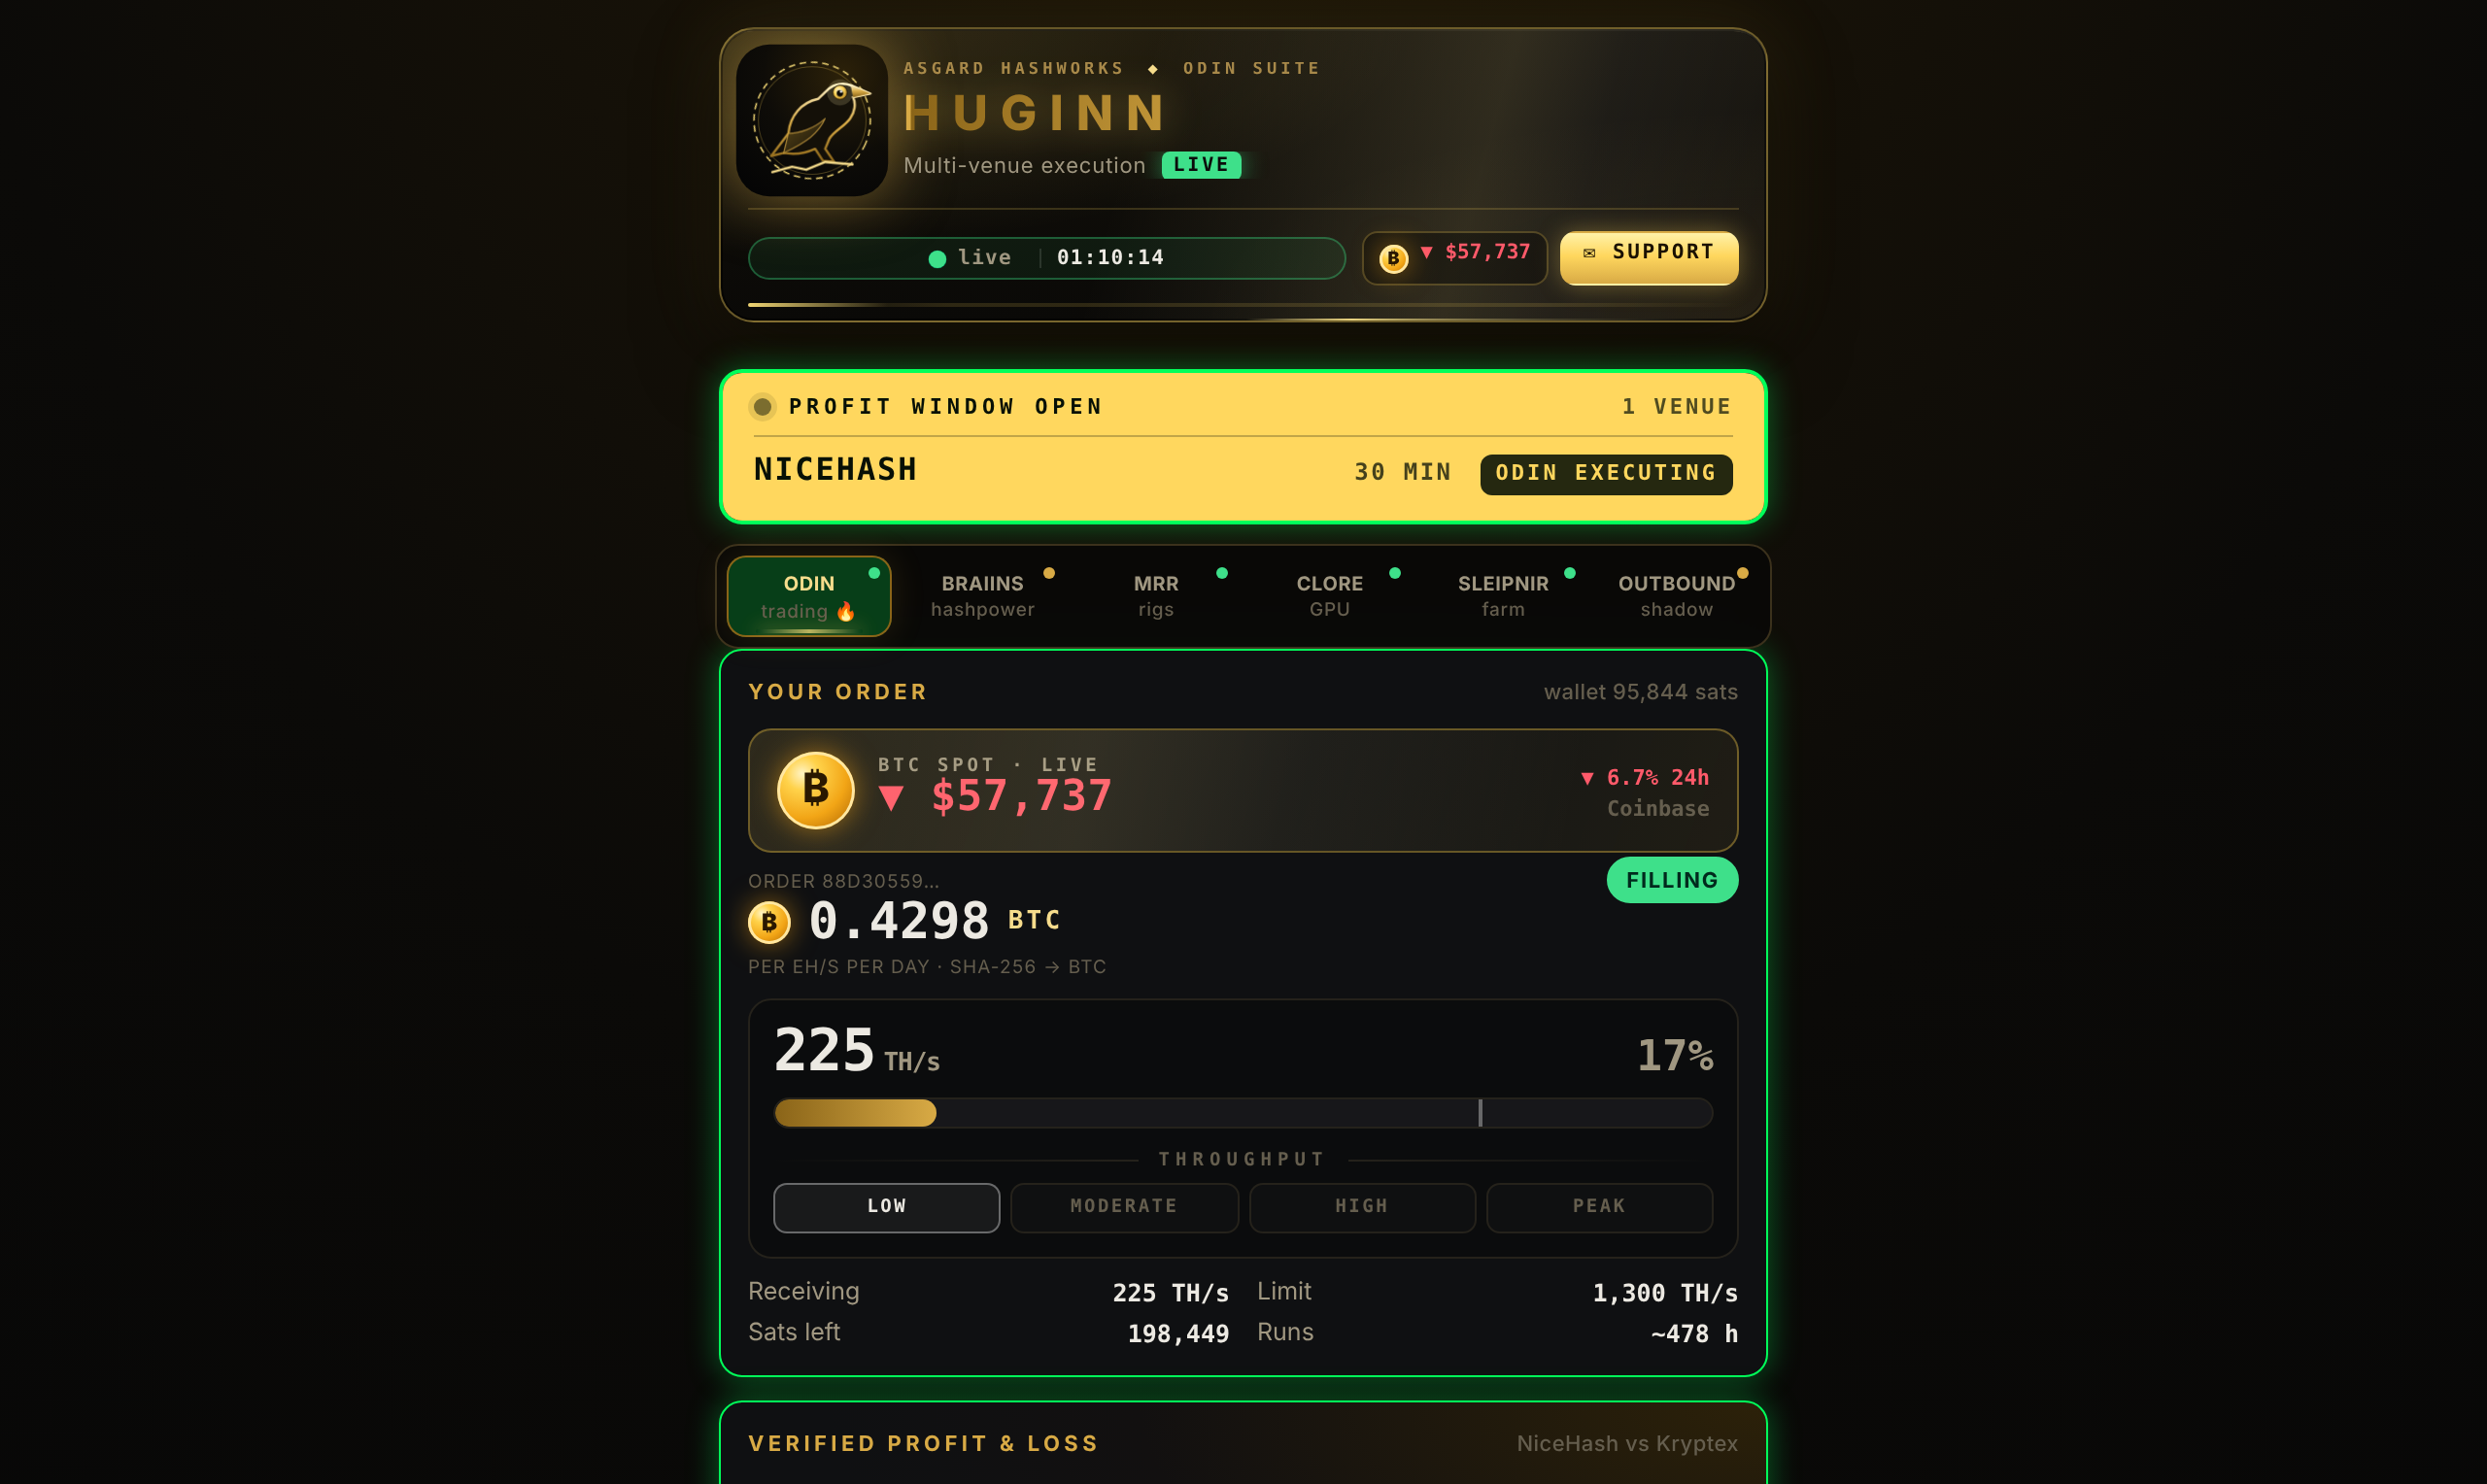 ASGARD HASHWORKS ◆ ODIN SUITE
HUGINN
Multi-venue execution LIVE
live 01:10:14 ₿ ▼ $57,737 ✉ SUPPORT
PROFIT WINDOW OPEN 1 VENUE
NICEHASH 30 MIN ODIN EXECUTING
ODIN BRAIINS MRR CLORE SLEIPNIR OUTBOUND
trading 🔥 hashpower rigs GPU farm shadow
YOUR ORDER wallet 95,844 sats
BTC SPOT · LIVE
₿ ▼ $57,737 ▼ 6.7% 24h
Coinbase
ORDER 88D30559… FILLING
₿ 0.4298 BTC
PER EH/S PER DAY · SHA-256 → BTC
225 TH/s 17%
THROUGHPUT
LOW MODERATE HIGH PEAK
Receiving 225 TH/s Limit 1,300 TH/s
Sats left 198,449 Runs ~478 h
VERIFIED PROFIT & LOSS NiceHash vs Kryptex